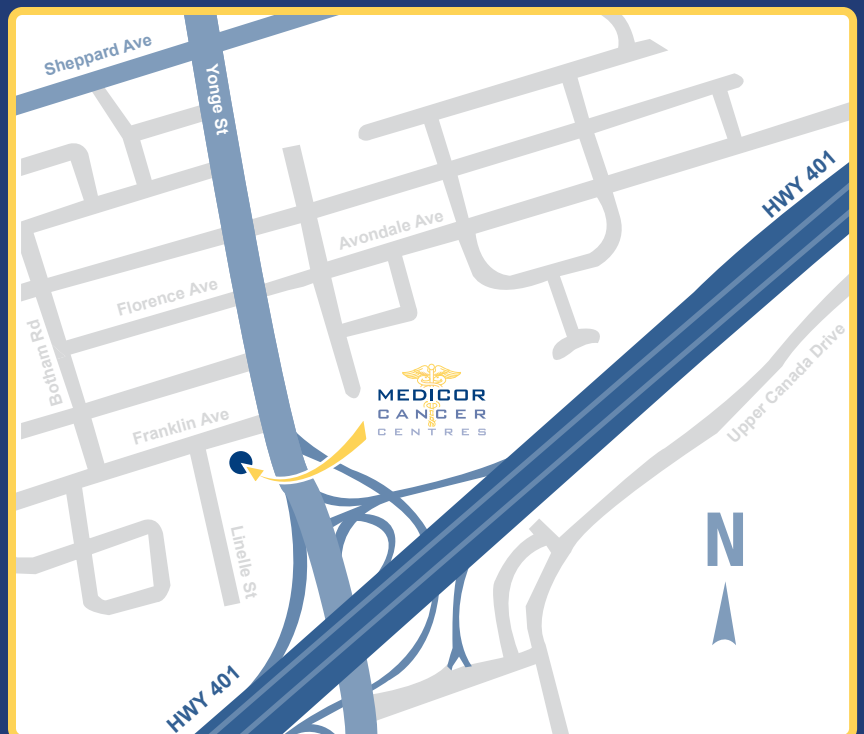 Sheppard Ave
Yonge St
HWY 401
Avondale Ave
Florence Ave
Botham Rd
Upper Canada Drive
MEDICOR
CANCER
CENTRES
Franklin Ave
Linelle St
N
HWY 401